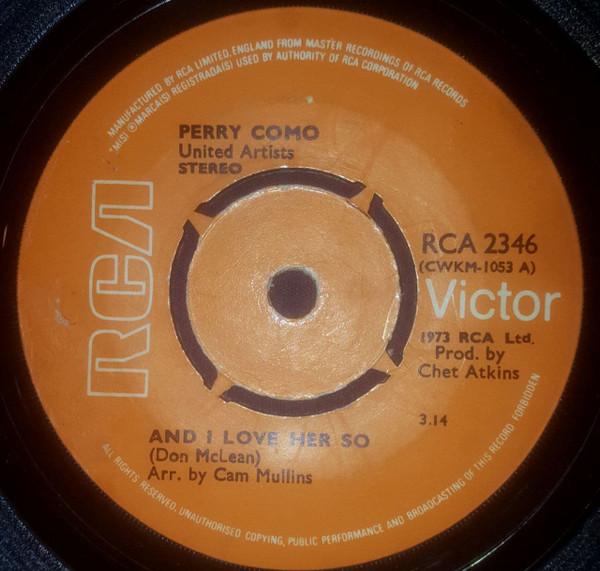 MANUFACTURED BY RCA LIMITED, ENGLAND FROM MASTER RECORDINGS OF RCA RECORDS
"M(S) ® MARCA(S) REGISTRADA(S) USED BY AUTHORITY OF RCA CORPORATION
PERRY COMO
United Artists
STEREO
RCA
RCA 2346
(CWKM-1053 A)
Victor
1973 RCA Ltd.
Prod. by
Chet Atkins
3.14
AND I LOVE HER SO
(Don McLean)
Arr. by Cam Mullins
ALL RIGHTS RESERVED. UNAUTHORISED COPYING, PUBLIC PERFORMANCE AND BROADCASTING OF THIS RECORD FORBIDDEN